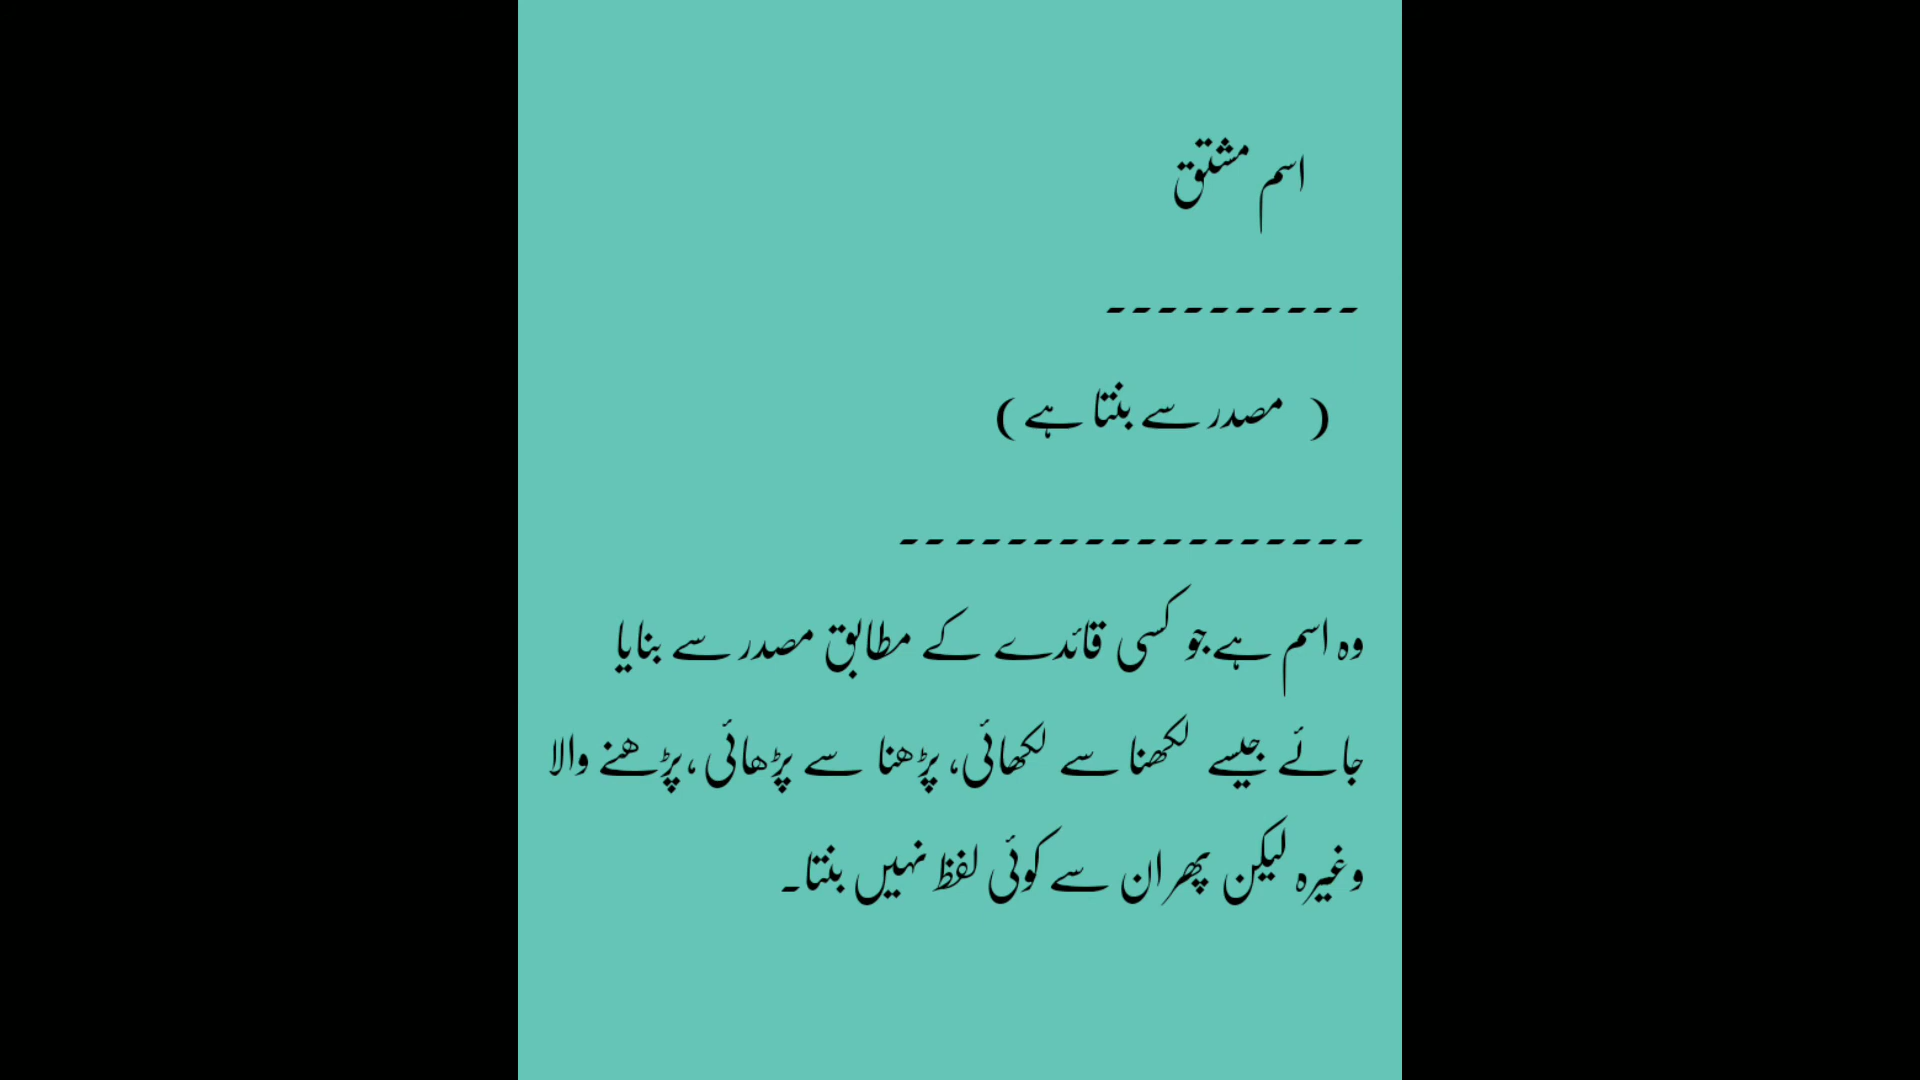 اسم مشتق
----------
( مصدر سے بنتا ہے )
------------------
وہ اسم ہے جو کسی قائدے کے مطابق مصدر سے بنایا
جائے جیسے لکھنا سے لکھائی، پڑھنا سے پڑھائی ،پڑھنے والا
وغیرہ لیکن پھر ان سے کوئی لفظ نہیں بنتا۔